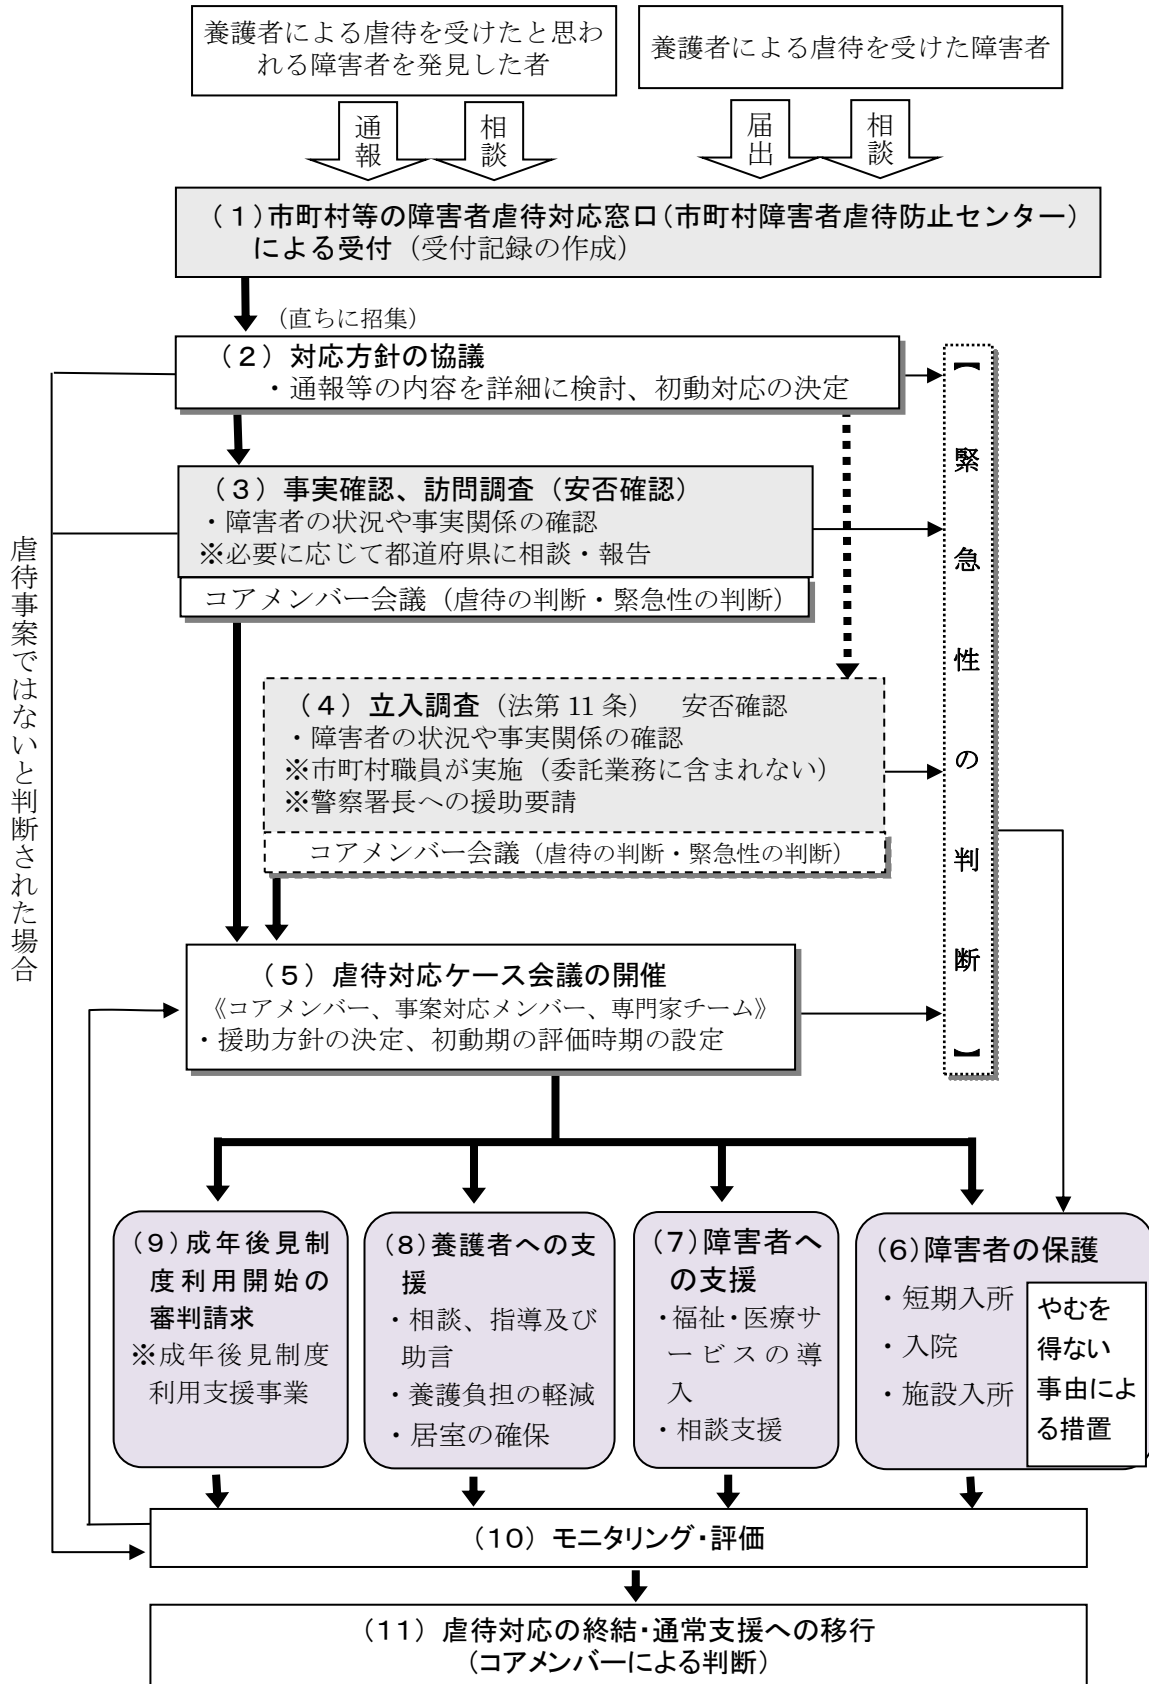 養護者による虐待を受けたと思わ
れる障害者を発見した者
養護者による虐待を受けた障害者
通報
相談
届出
相談
（１）市町村等の障害者虐待対応窓口（市町村障害者虐待防止センター）
による受付（受付記録の作成）
（直ちに招集）
（２）対応方針の協議
・通報等の内容を詳細に検討、初動対応の決定
（３）事実確認、訪問調査（安否確認）
・障害者の状況や事実関係の確認
※必要に応じて都道府県に相談・報告
コアメンバー会議（虐待の判断・緊急性の判断）
（４）立入調査（法第 11 条）　安否確認
・障害者の状況や事実関係の確認
※市町村職員が実施（委託業務に含まれない）
※警察署長への援助要請
コアメンバー会議（虐待の判断・緊急性の判断）
【緊急性の判断】
虐待事案ではないと判断された場合
（５）虐待対応ケース会議の開催
《コアメンバー、事案対応メンバー、専門家チーム》
・援助方針の決定、初動期の評価時期の設定
（９）成年後見制
度利用開始の
審判請求
※成年後見制度
利用支援事業
（８）養護者への支
援
・相談、指導及び
助言
・養護負担の軽減
・居室の確保
（７）障害者へ
の支援
・福祉・医療サ
ービスの導
入
・相談支援
（６）障害者の保護
・短期入所
・入院
・施設入所
やむを
得ない
事由によ
る措置
（１０）モニタリング・評価
（１１）虐待対応の終結・通常支援への移行
（コアメンバーによる判断）